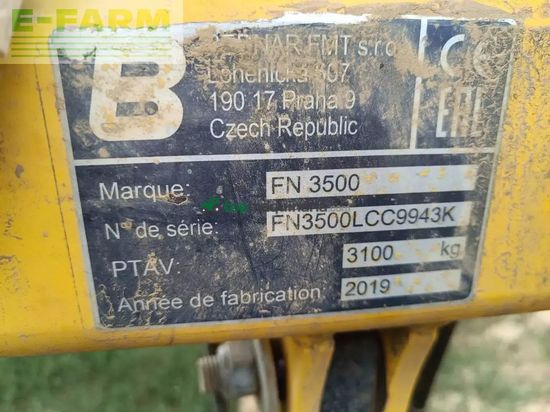 E-FARM
B
BEDNAR FMT s.r.o.
Lohenická 607
190 17 Praha 9
Czech Republic
CE
EAC
Marque: FN 3500
N° de série: FN3500LCC9943K
PTAV: 3100 kg
Année de fabrication: 2019